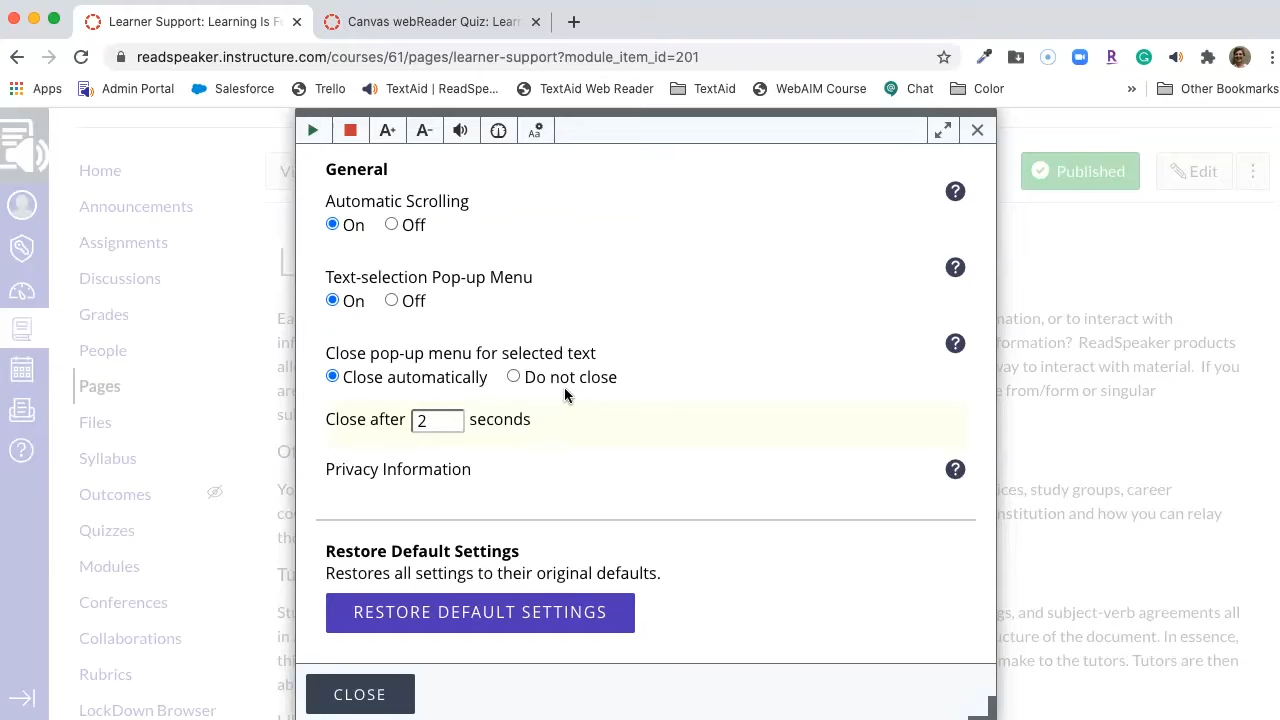 Learner Support: Learning Is F
Canvas webReader Quiz: Lear
readspeaker.instructure.com/courses/61/pages/learner-support?module_item_id=201
Apps
Admin Portal
Salesforce
Trello
TextAid | ReadSpe...
TextAid Web Reader
TextAid
WebAIM Course
Chat
Color
»
Other Bookmarks
A+
A-
Aa
Home
Announcements
Assignments
Discussions
Grades
People
Pages
Files
Syllabus
Outcomes
Quizzes
Modules
Conferences
Collaborations
Rubrics
LockDown Browser
Published
Edit
General
Automatic Scrolling
On Off
Text-selection Pop-up Menu
On Off
Close pop-up menu for selected text
Close automatically Do not close
Close after 2 seconds
Privacy Information
Restore Default Settings
Restores all settings to their original defaults.
RESTORE DEFAULT SETTINGS
CLOSE
mation, or to interact with
formation? ReadSpeaker products
way to interact with material. If you
e from/form or singular
ices, study groups, career
nstitution and how you can relay
gs, and subject-verb agreements all
ucture of the document. In essence,
make to the tutors. Tutors are then